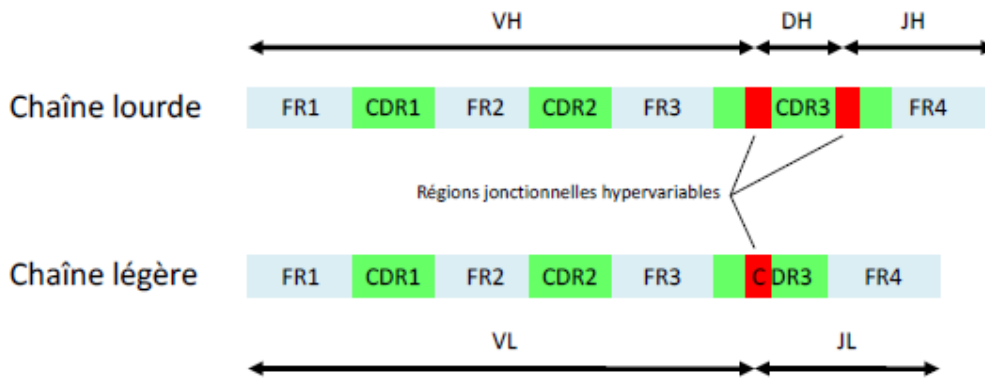 VH DH JH
Chaîne lourde FR1 CDR1 FR2 CDR2 FR3 CDR3 FR4
Régions jonctionnelles hypervariables
Chaîne légère FR1 CDR1 FR2 CDR2 FR3 C DR3 FR4
VL JL